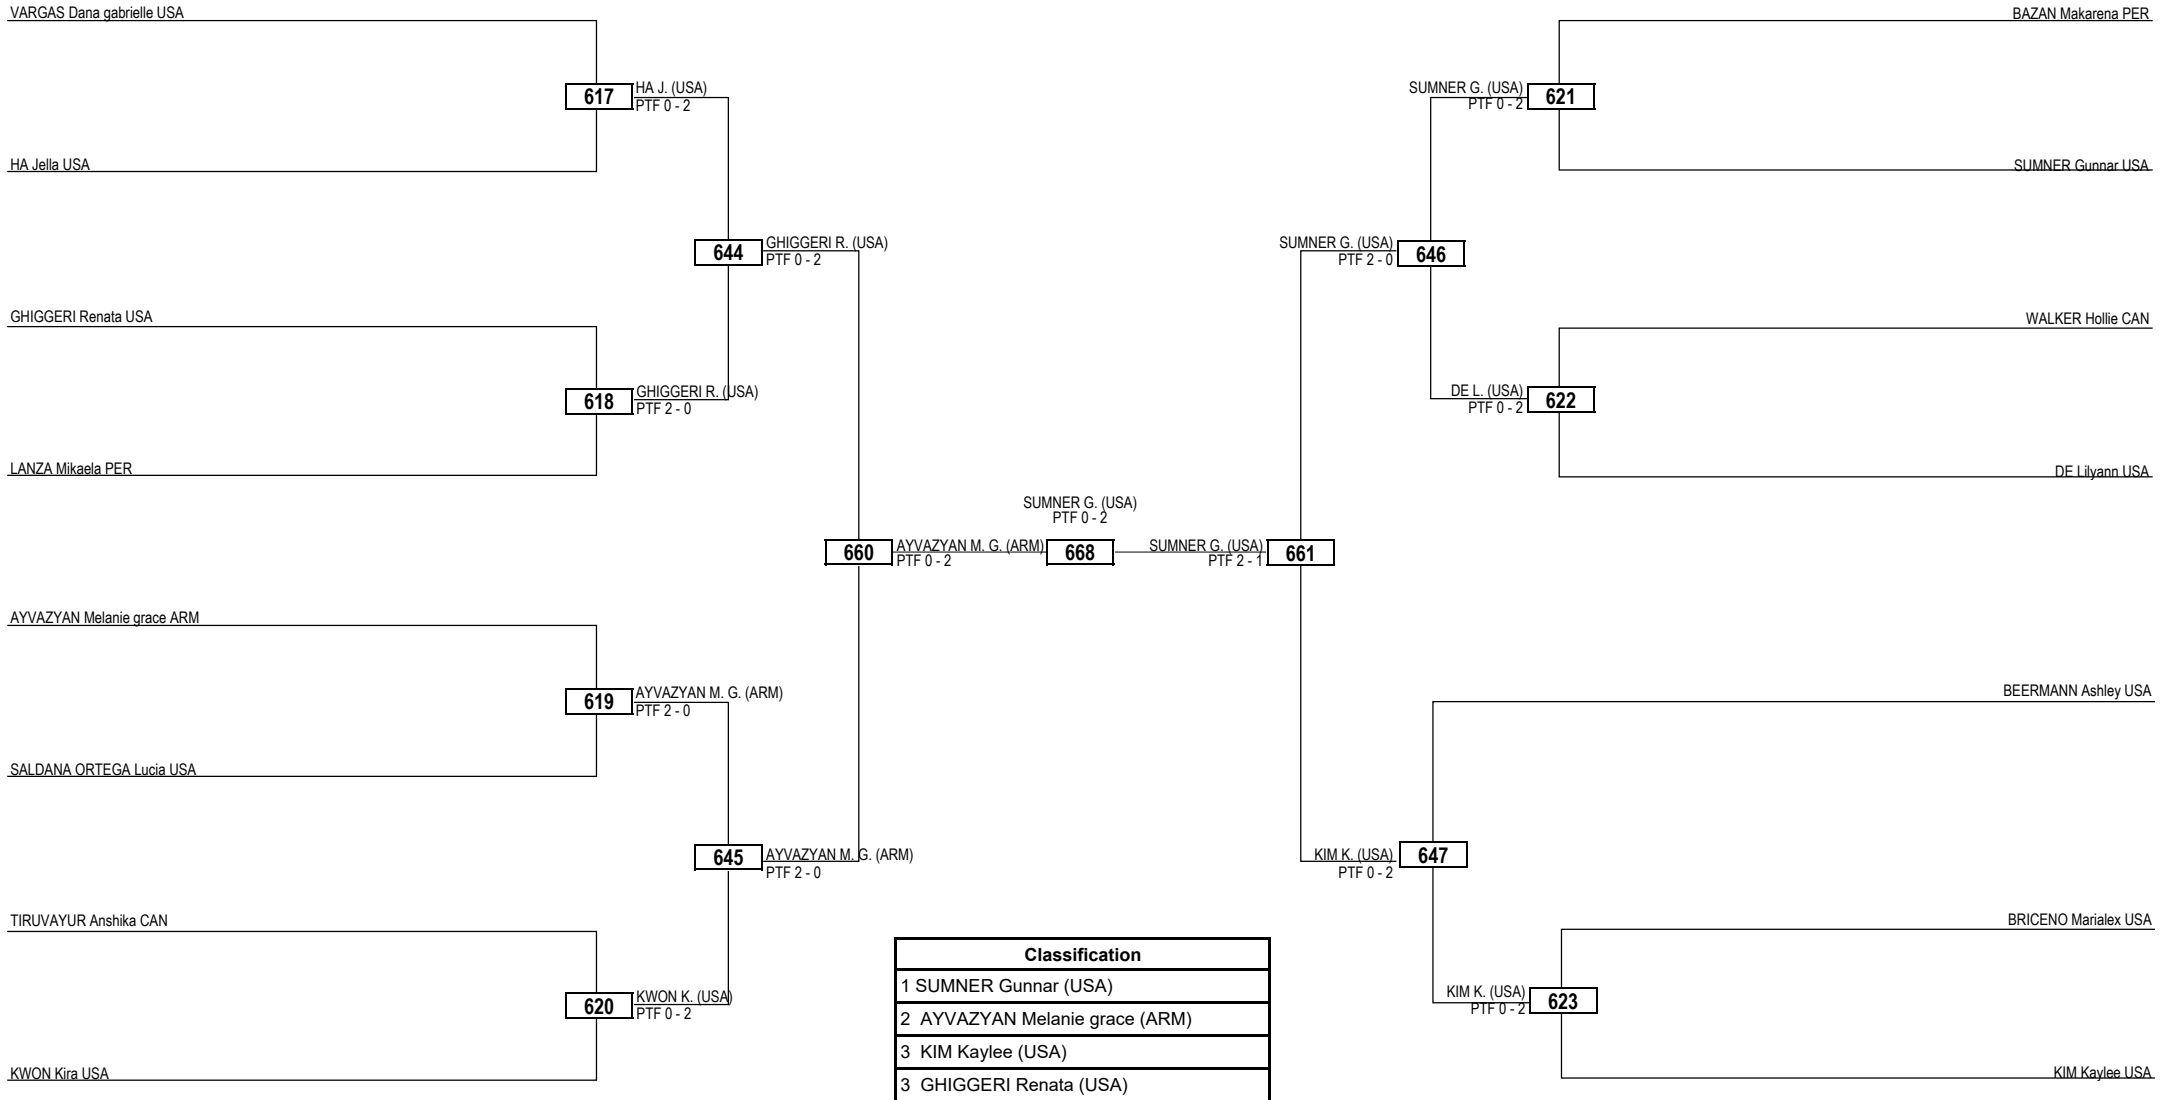 VARGAS Dana gabrielle USA
617
HA J. (USA)
PTF 0 - 2
HA Jella USA
644
GHIGGERI R. (USA)
PTF 0 - 2
GHIGGERI Renata USA
618
GHIGGERI R. (USA)
PTF 2 - 0
LANZA Mikaela PER
660
AYVAZYAN M. G. (ARM)
PTF 0 - 2
AYVAZYAN Melanie grace ARM
619
AYVAZYAN M. G. (ARM)
PTF 2 - 0
SALDANA ORTEGA Lucia USA
645
AYVAZYAN M. G. (ARM)
PTF 2 - 0
TIRUVAYUR Anshika CAN
620
KWON K. (USA)
PTF 0 - 2
KWON Kira USA
SUMNER G. (USA)
PTF 0 - 2
668
BAZAN Makarena PER
SUMNER G. (USA)
PTF 0 - 2
621
SUMNER Gunnar USA
SUMNER G. (USA)
PTF 2 - 0
646
WALKER Hollie CAN
DE L. (USA)
PTF 0 - 2
622
DE Lilyann USA
SUMNER G. (USA)
PTF 2 - 1
661
BEERMANN Ashley USA
KIM K. (USA)
PTF 0 - 2
647
BRICENO Marialex USA
KIM K. (USA)
PTF 0 - 2
623
KIM Kaylee USA
Classification
1 SUMNER Gunnar (USA)
2 AYVAZYAN Melanie grace (ARM)
3 KIM Kaylee (USA)
3 GHIGGERI Renata (USA)